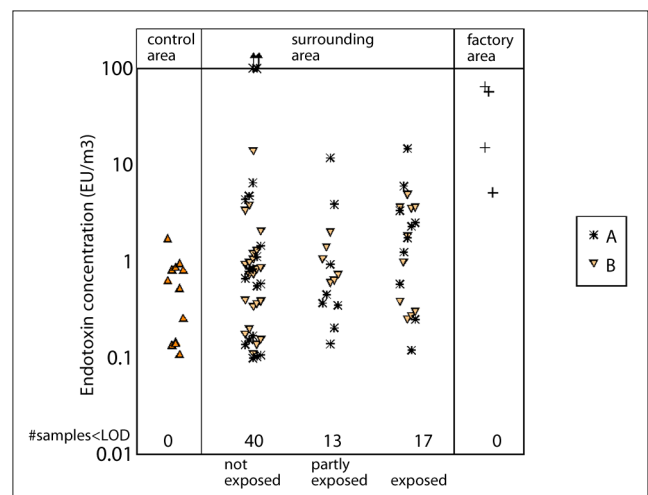 control area
surrounding area
factory area
100
10
1
0.1
0.01
Endotoxin concentration (EU/m3)
#samples<LOD
0
40
13
17
0
not exposed
partly exposed
exposed
A
B